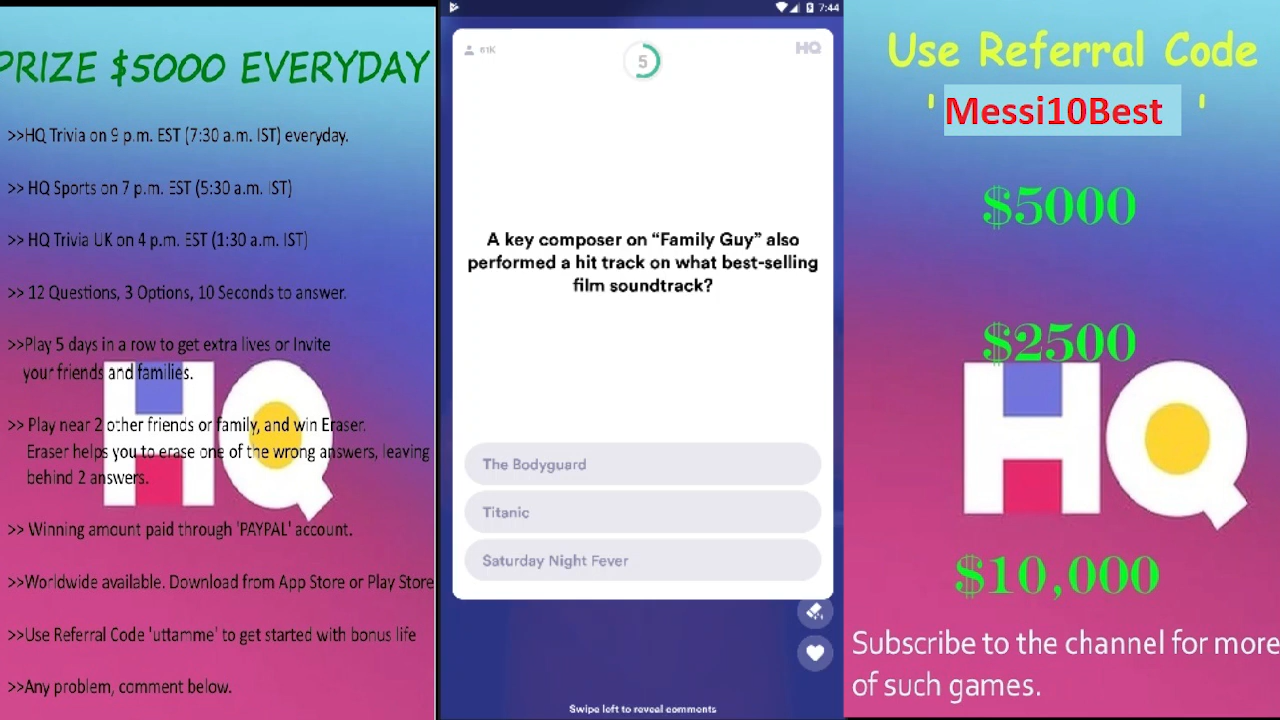 PRIZE $5000 EVERYDAY
>>HQ Trivia on 9 p.m. EST (7:30 a.m. IST) everyday.
>> HQ Sports on 7 p.m. EST (5:30 a.m. IST)
>> HQ Trivia UK on 4 p.m. EST (1:30 a.m. IST)
>> 12 Questions, 3 Options, 10 Seconds to answer.
>>Play 5 days in a row to get extra lives or Invite
your friends and families.
>> Play near 2 other friends or family, and win Eraser.
Eraser helps you to erase one of the wrong answers, leaving
behind 2 answers.
>> Winning amount paid through 'PAYPAL' account.
>>Worldwide available. Download from App Store or Play Store
>>Use Referral Code 'uttamme' to get started with bonus life
>>Any problem, comment below.
HQ
7:44
61K
5
HQ
A key composer on “Family Guy” also
performed a hit track on what best-selling
film soundtrack?
The Bodyguard
Titanic
Saturday Night Fever
Swipe left to reveal comments
Use Referral Code
' Messi10Best '
$5000
$2500
HQ
$10,000
Subscribe to the channel for more
of such games.